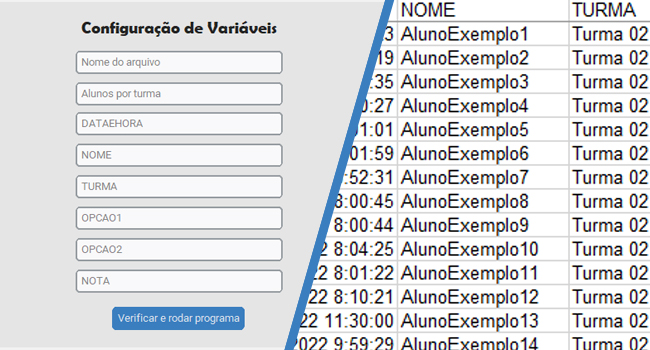 Configuração de Variáveis
Nome do arquivo
Alunos por turma
DATAEHORA
NOME
TURMA
OPCAO1
OPCAO2
NOTA
Verificar e rodar programa
NOME TURMA
3 AlunoExemplo1 Turma 02
19 AlunoExemplo2 Turma 02
:35 AlunoExemplo3 Turma 02
0:27 AlunoExemplo4 Turma 02
01:01 AlunoExemplo5 Turma 02
01:59 AlunoExemplo6 Turma 02
:52:31 AlunoExemplo7 Turma 02
8:00:45 AlunoExemplo8 Turma 02
8:00:44 AlunoExemplo9 Turma 02
2 8:04:25 AlunoExemplo10 Turma 02
22 8:01:22 AlunoExemplo11 Turma 02
022 8:10:21 AlunoExemplo12 Turma 02
22 11:30:00 AlunoExemplo13 Turma 02
2022 9:59:29 AlunoExemplo14 Turma 02